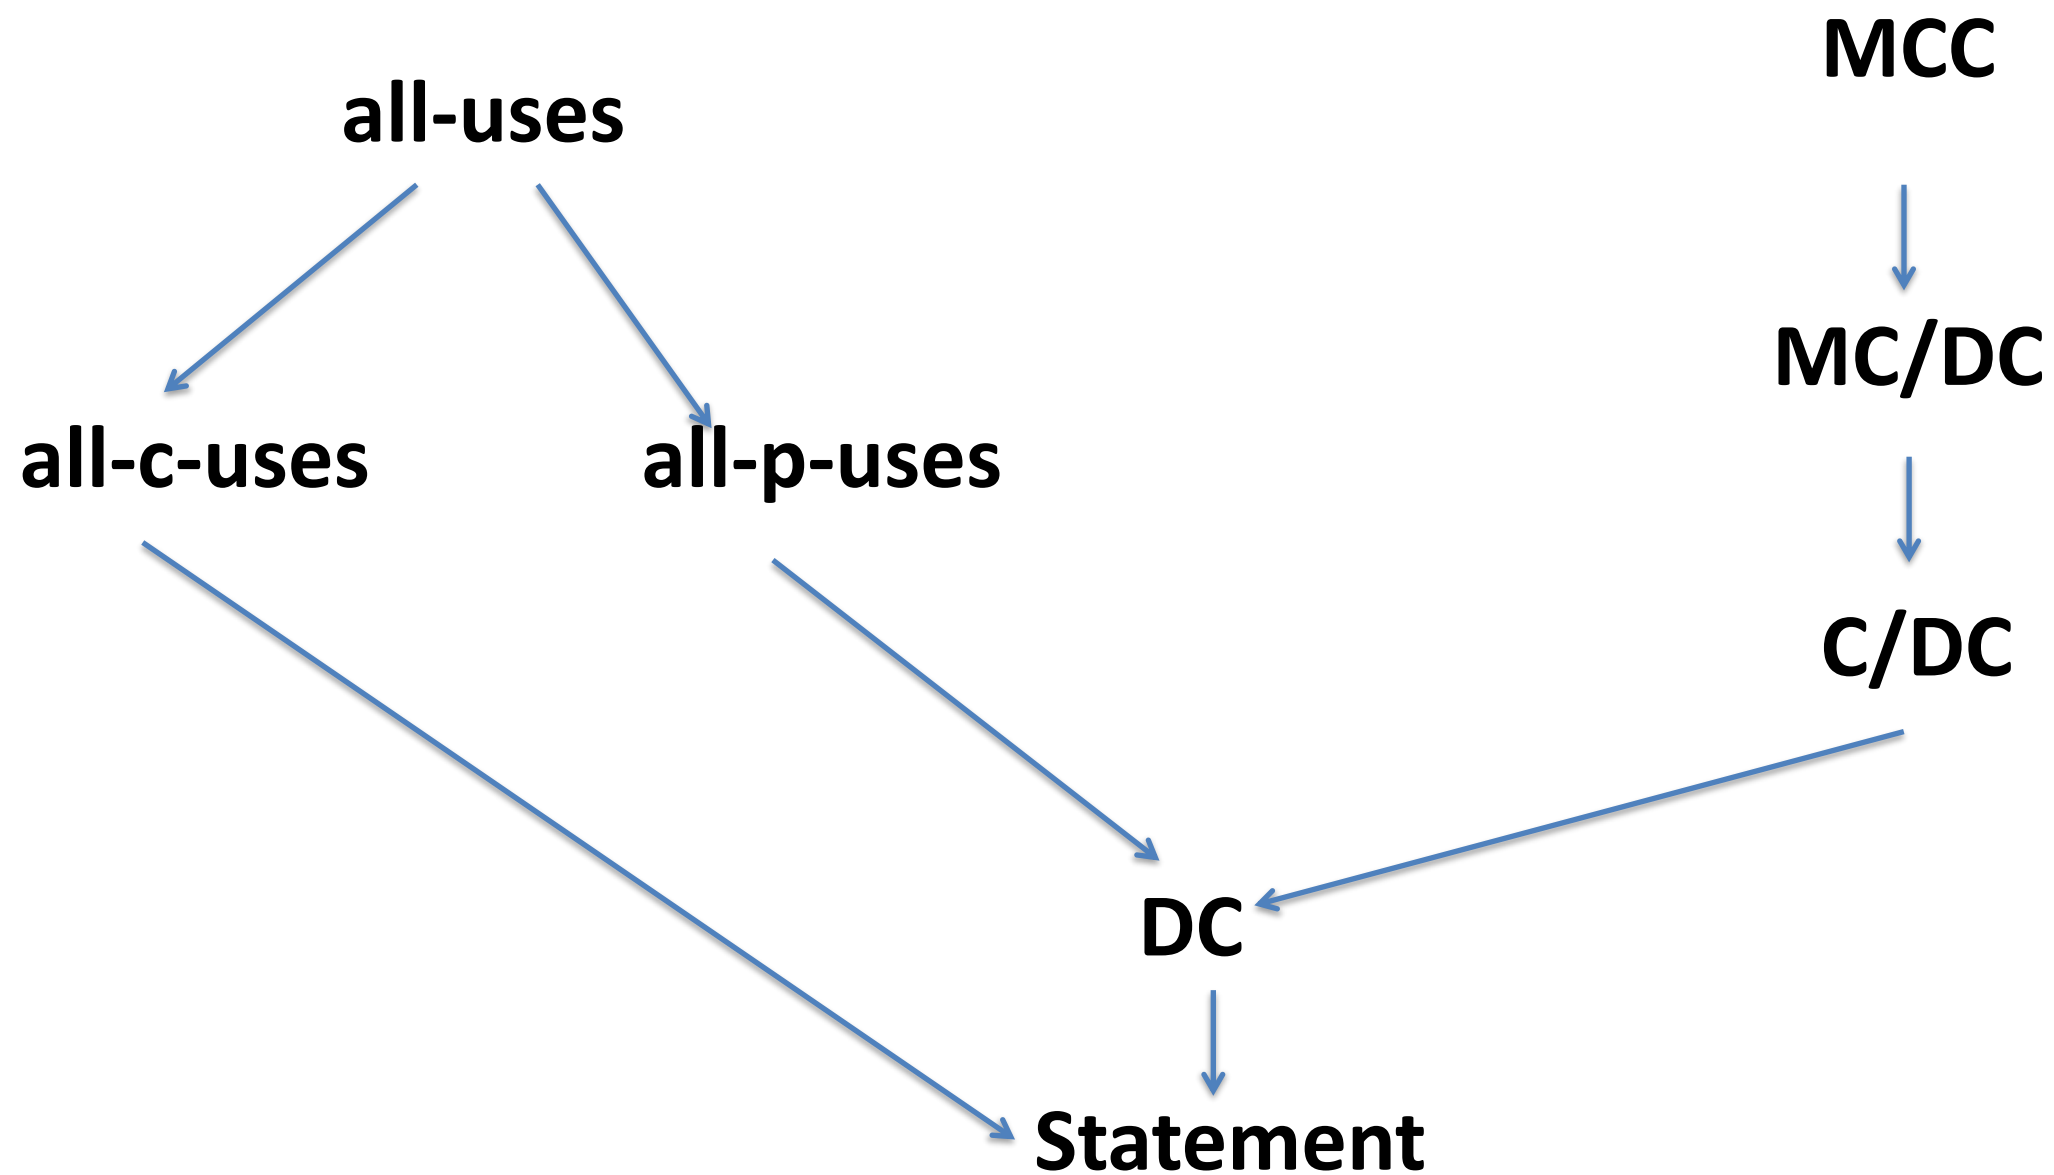 MCC
all-uses
MC/DC
all-c-uses
all-p-uses
C/DC
DC
Statement